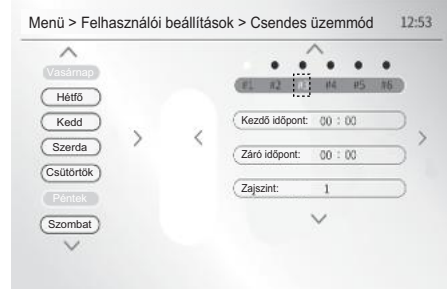 Menü > Felhasználói beállítások > Csendes üzemmód 12:53
Vasárnap
Hétfő
Kedd
Szerda
Csütörtök
Péntek
Szombat
#1 #2 #3 #4 #5 #6
Kezdő időpont: 00 : 00
Záró időpont: 00 : 00
Zajszint: 1